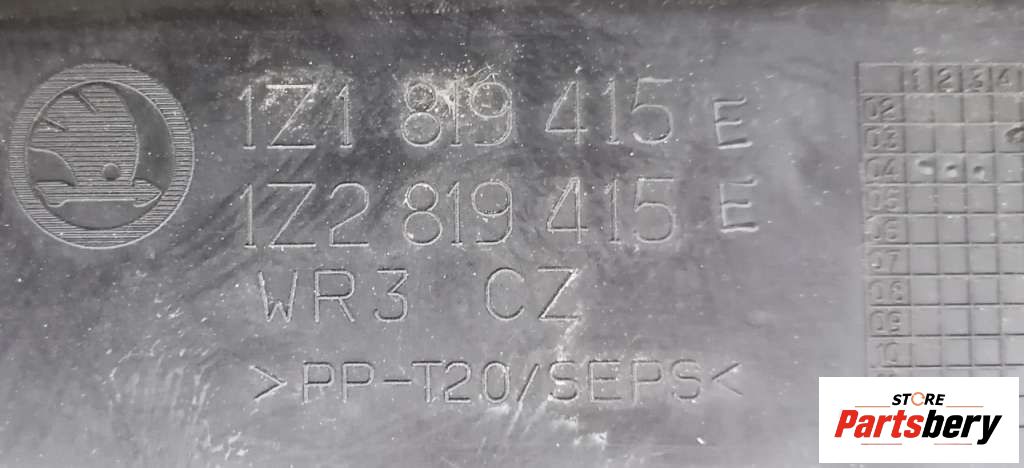 1Z1 819 415 E
1Z2 819 415 E
WR3 CZ
>PP-T20/SEPS<
1 2 3 4
02
03
04
05
06
07
08
09
10
STORE
Partsbery